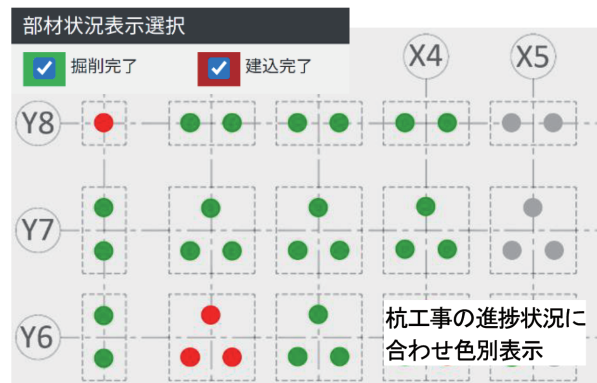 部材状況表示選択
掘削完了
建込完了
X4
X5
Y8
Y7
Y6
杭工事の進捗状況に
合わせ色別表示